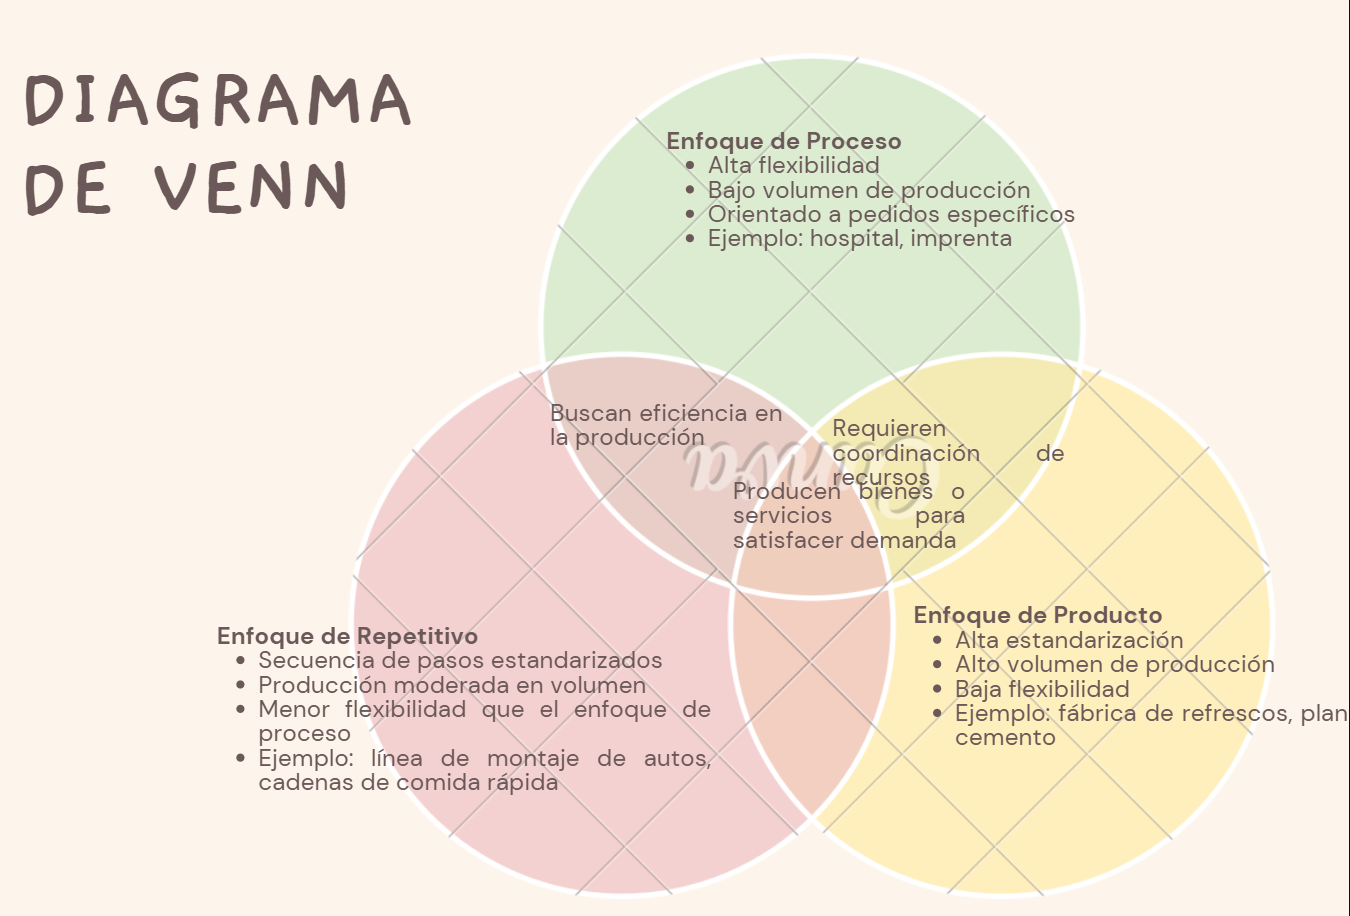 DIAGRAMA
DE VENN
Enfoque de Proceso
• Alta flexibilidad
• Bajo volumen de producción
• Orientado a pedidos específicos
• Ejemplo: hospital, imprenta
Buscan eficiencia en
la producción
Requieren
coordinación de
recursos
Canva
Producen bienes o
servicios para
satisfacer demanda
Enfoque de Repetitivo
• Secuencia de pasos estandarizados
• Producción moderada en volumen
• Menor flexibilidad que el enfoque de
proceso
• Ejemplo: línea de montaje de autos,
cadenas de comida rápida
Enfoque de Producto
• Alta estandarización
• Alto volumen de producción
• Baja flexibilidad
• Ejemplo: fábrica de refrescos, plan
cemento